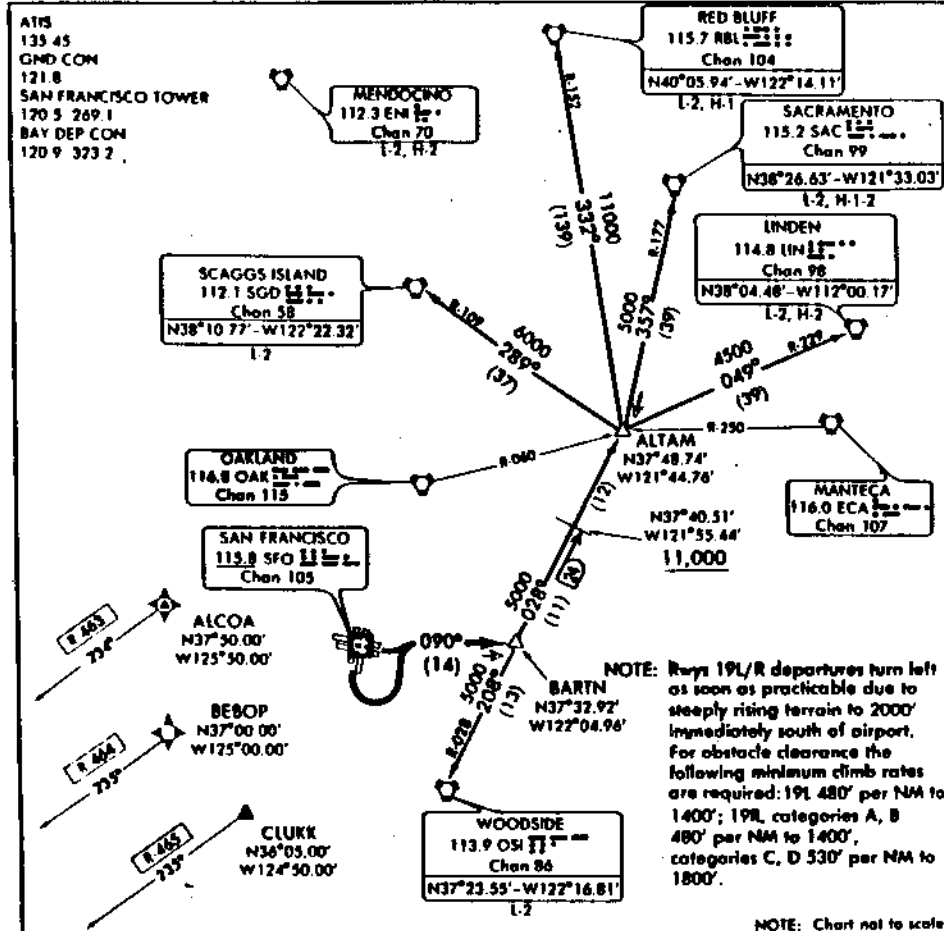 ATIS
135 45
GND CON
121.8
SAN FRANCISCO TOWER
120 5 269.1
BAY DEP CON
120 9 323 2
MENDOCINO
112.3 ENI
Chan 70
L-2, H-2
RED BLUFF
115.7 RBL
Chan 104
N40°05.94'-W122°14.11'
L-2, H-1
SACRAMENTO
115.2 SAC
Chan 99
N38°26.63'-W121°33.03'
L-2, H-1-2
LINDEN
114.8 LIN
Chan 98
N38°04.48'-W112°00.17'
L-2, H-2
SCAGGS ISLAND
112.1 SGD
Chan 58
N38°10 77'-W122°22.32'
L-2
R-152
11000
332°
(139)
R-177
5000
357°
(39)
R-109
6000
289°
(37)
4500
R-229
049°
(39)
ALTAM
N37°48.74'
W121°44.76'
R-250
R-060
OAKLAND
116.8 OAK
Chan 115
MANTECA
116.0 ECA
Chan 107
(12)
N37°40.51'
W121°55.44'
11,000
SAN FRANCISCO
115.8 SFO
Chan 105
24
5000
028°
(11)
090°
(14)
BARTN
N37°32.92'
W122°04.96'
5000
208°
(13)
R-028
R 463
234°
ALCOA
N37°50.00'
W125°50.00'
R 464
235°
BEBOP
N37°00 00'
W125°00.00'
R 465
235°
CLUKK
N36°05.00'
W124°50.00'
WOODSIDE
113.9 OSI
Chan 86
N37°23.55'-W122°16.81'
L-2
NOTE: Rwys 19L/R departures turn left
as soon as practicable due to
steeply rising terrain to 2000'
immediately south of airport.
For obstacle clearance the
following minimum climb rates
are required: 19L 480' per NM to
1400'; 19R, categories A, B
480' per NM to 1400',
categories C, D 530' per NM to
1800'.
NOTE: Chart not to scale